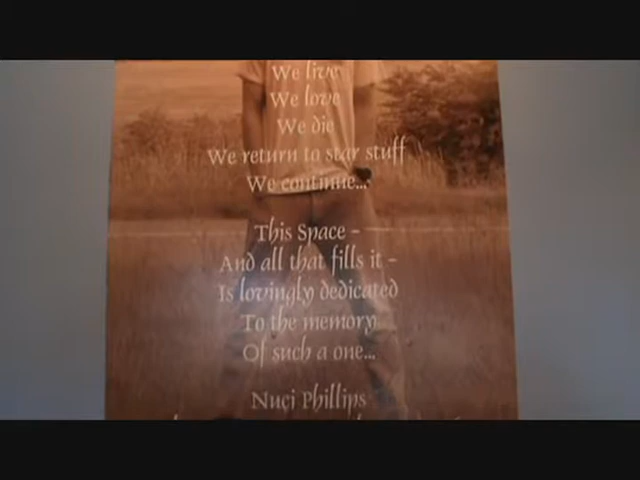 We live
We love
We die
We return to star stuff
We continue...
This Space -
And all that fills it -
Is lovingly dedicated
To the memory
Of such a one...
Nuçi Phillips